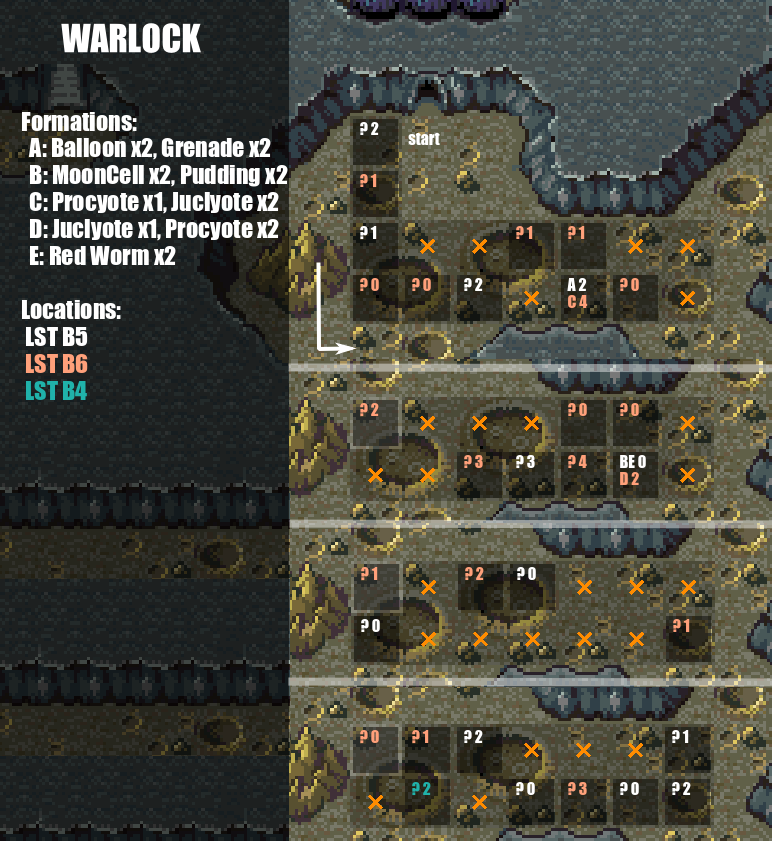 WARLOCK
Formations:
A: Balloon x2, Grenade x2
B: MoonCell x2, Pudding x2
C: Procyote x1, Juclyote x2
D: Juclyote x1, Procyote x2
E: Red Worm x2
Locations:
LST B5
LST B6
LST B4
?2 start
?1
?1 ?1 ?1
?0 ?0 ?2 A2 ?0
C4
?2 ?0 ?0
?3 ?3 ?4 BE0
D2
?1 ?2 ?0
?0 ?1
?0 ?1 ?2 ?1
?2 ?0 ?3 ?0 ?2